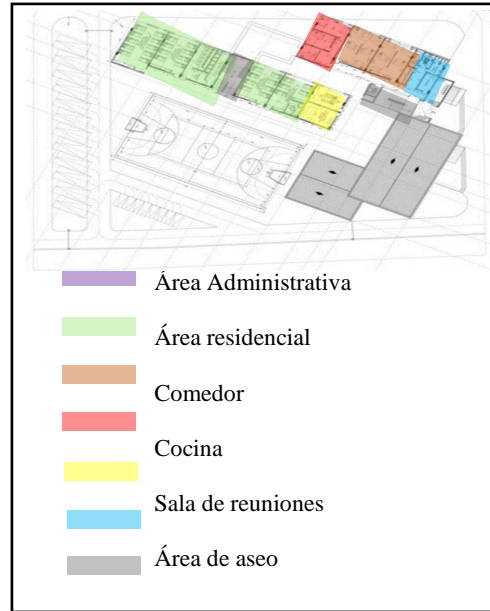 Área Administrativa
Área residencial
Comedor
Cocina
Sala de reuniones
Área de aseo